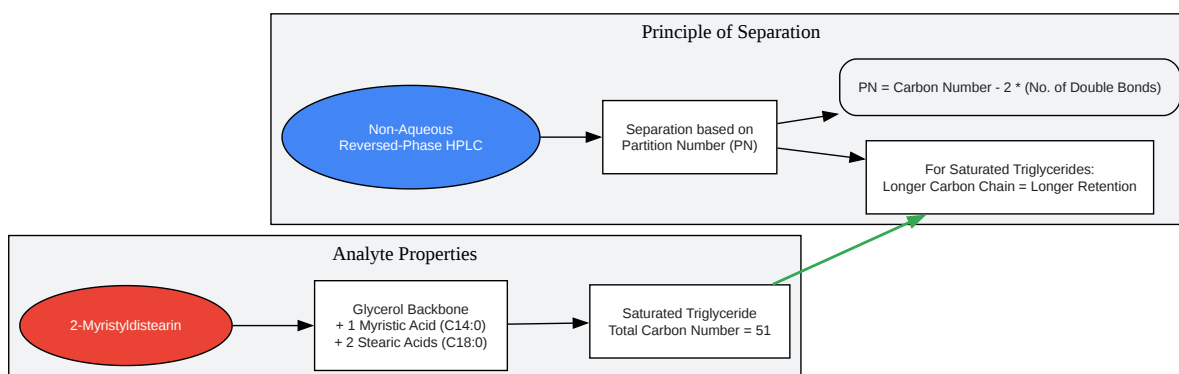 Principle of Separation
Non-Aqueous
Reversed-Phase HPLC
Separation based on
Partition Number (PN)
PN = Carbon Number - 2 * (No. of Double Bonds)
For Saturated Triglycerides:
Longer Carbon Chain = Longer Retention
Analyte Properties
2-Myristyldistearin
Glycerol Backbone
+ 1 Myristic Acid (C14:0)
+ 2 Stearic Acids (C18:0)
Saturated Triglyceride
Total Carbon Number = 51